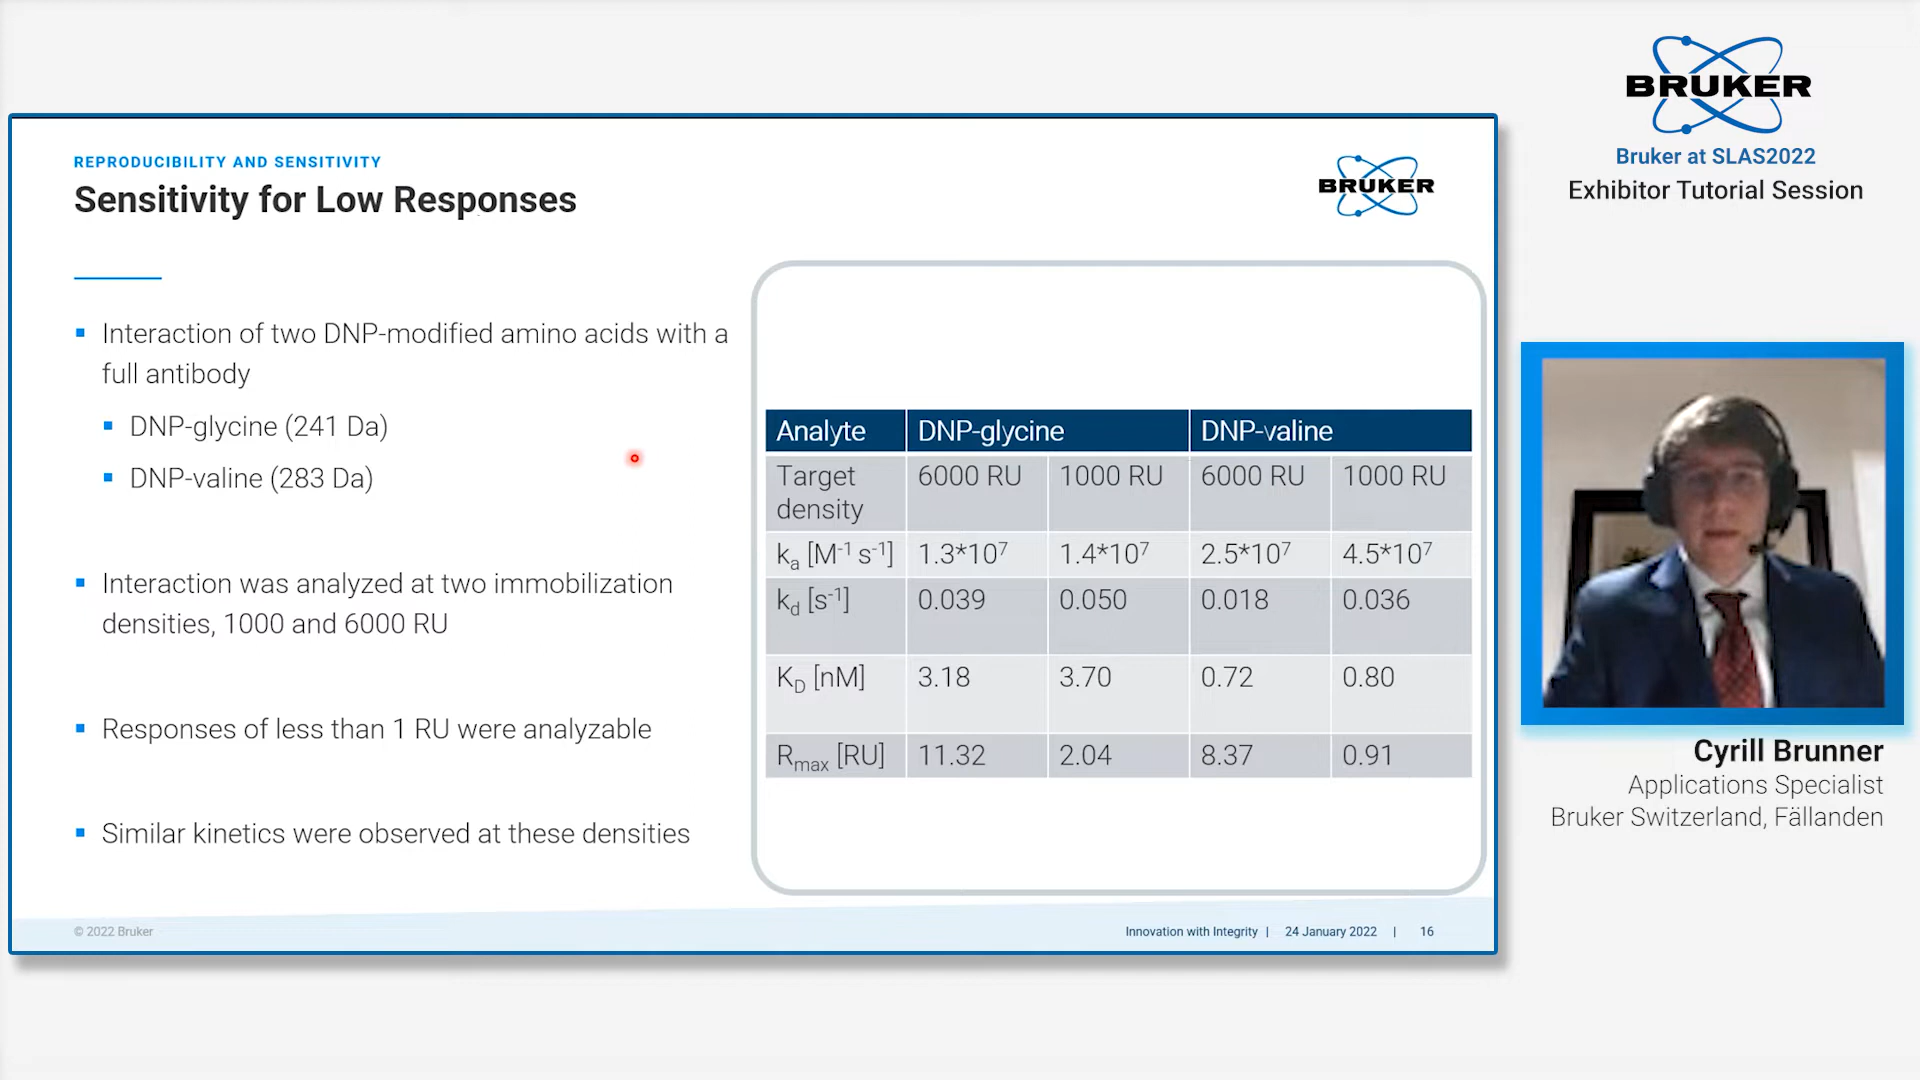 BRUKER
Bruker at SLAS2022
Exhibitor Tutorial Session
REPRODUCIBILITY AND SENSITIVITY
Sensitivity for Low Responses
BRUKER
Interaction of two DNP-modified amino acids with a
full antibody
DNP-glycine (241 Da)
DNP-valine (283 Da)
Interaction was analyzed at two immobilization
densities, 1000 and 6000 RU
Responses of less than 1 RU were analyzable
Similar kinetics were observed at these densities
Analyte DNP-glycine DNP-valine
Target density 6000 RU 1000 RU 6000 RU 1000 RU
kₐ [M⁻¹ s⁻¹] 1.3*10⁷ 1.4*10⁷ 2.5*10⁷ 4.5*10⁷
k_d [s⁻¹] 0.039 0.050 0.018 0.036
K_D [nM] 3.18 3.70 0.72 0.80
Rₘₐₓ [RU] 11.32 2.04 8.37 0.91
© 2022 Bruker
Innovation with Integrity | 24 January 2022 | 16
Cyrill Brunner
Applications Specialist
Bruker Switzerland, Fällanden